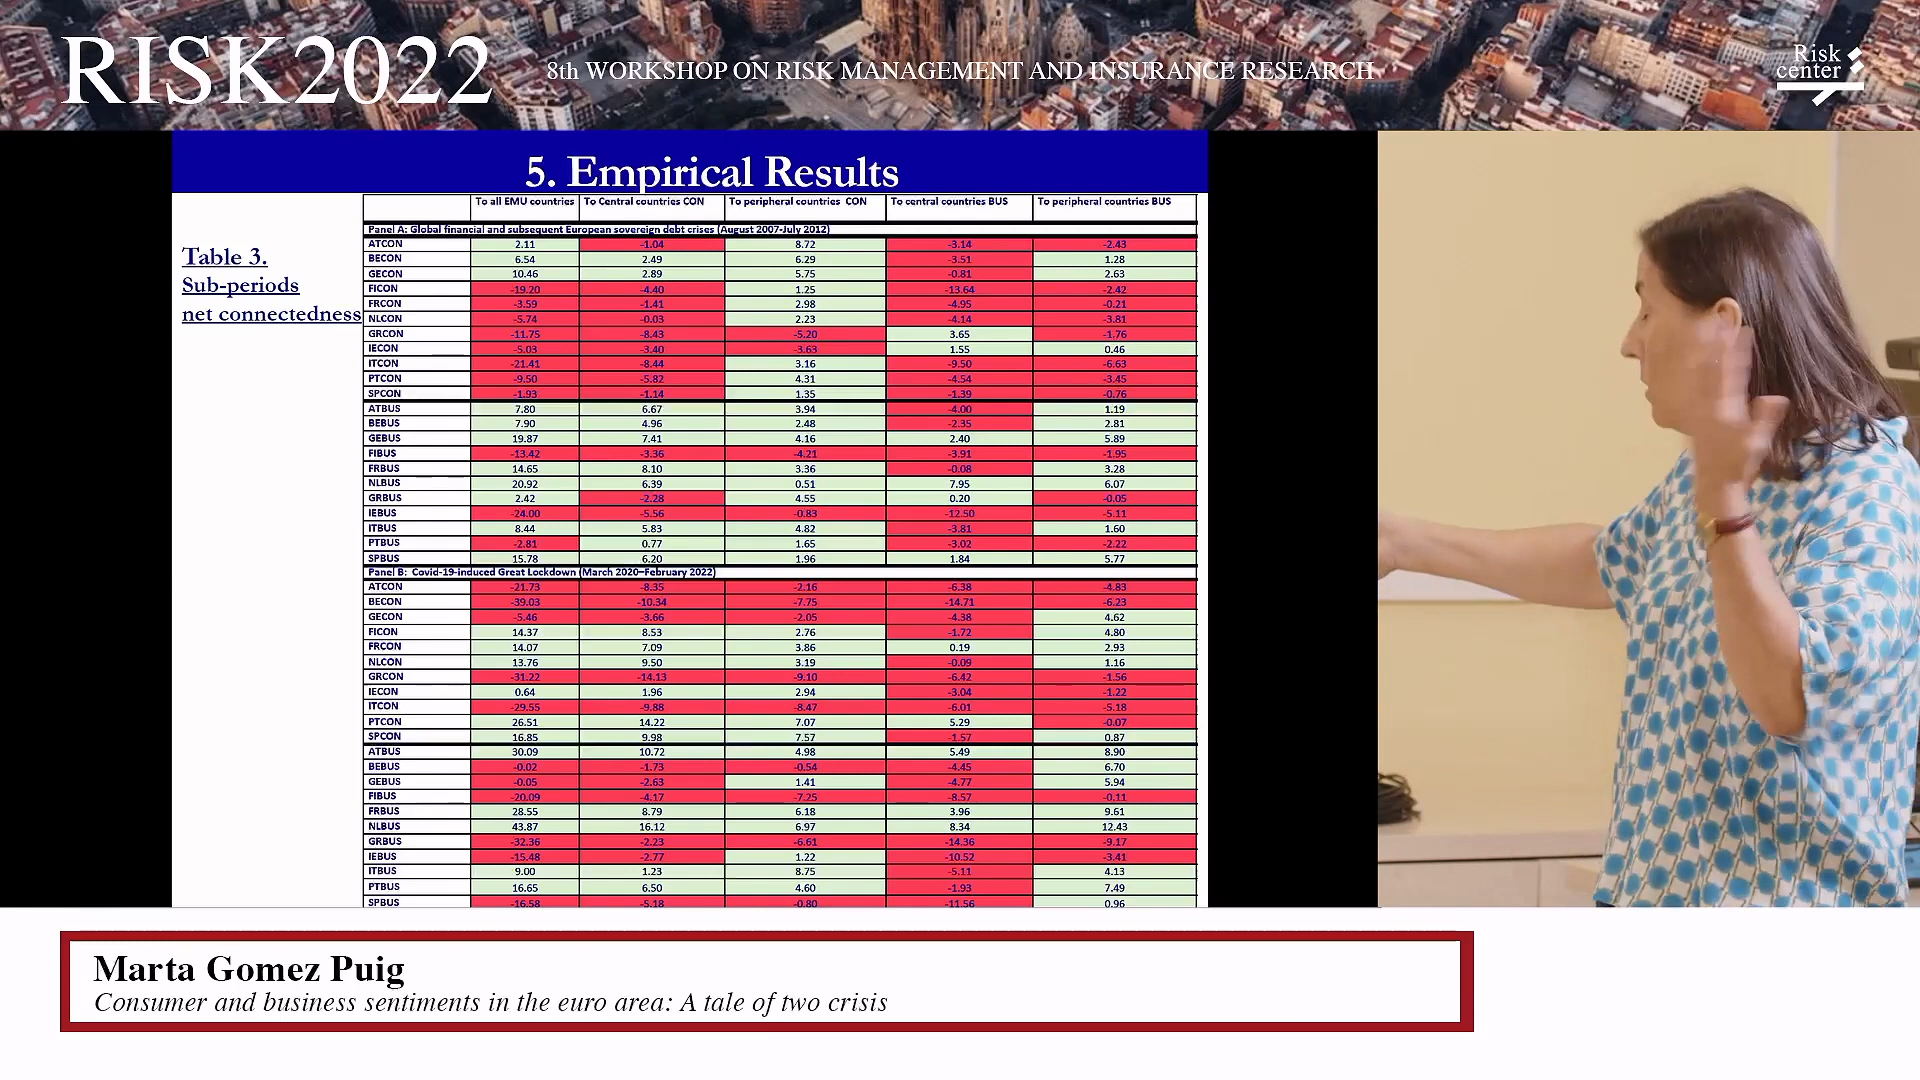 RISK2022
8th WORKSHOP ON RISK MANAGEMENT AND INSURANCE RESEARCH
Risk
center
5. Empirical Results
Table 3.
Sub-periods
net connectedness
To all EMU countries To Central countries CON To peripheral countries CON To central countries BUS To peripheral countries BUS
Panel A: Global financial and subsequent European sovereign debt crises (August 2007-July 2012)
ATCON 2.11 -1.04 8.72 -3.14 -2.43
BECON 6.54 2.49 6.29 -3.51 1.28
GECON 10.46 2.89 5.75 -0.81 2.63
FICON -19.20 -4.40 1.25 -13.64 -2.42
FRCON -3.59 -1.41 2.98 -4.95 -0.21
NLCON -5.74 -0.03 2.23 -4.14 -3.81
GRCON -11.75 -8.43 -5.20 3.65 -1.76
IECON -5.03 -3.40 -3.63 1.55 0.46
ITCON -21.41 -8.44 3.16 -9.50 -6.63
PTCON -9.50 -5.82 4.31 -4.54 -3.45
SPCON -1.93 -1.14 1.35 -1.39 -0.76
ATBUS 7.80 6.67 3.94 -4.00 1.19
BEBUS 7.90 4.96 2.48 -2.35 2.81
GEBUS 19.87 7.41 4.16 2.40 5.89
FIBUS -13.42 -3.36 -4.21 -3.91 -1.95
FRBUS 14.65 8.10 3.36 -0.08 3.28
NLBUS 20.92 6.39 0.51 7.95 6.07
GRBUS 2.42 -2.28 4.55 0.20 -0.05
IEBUS -24.00 -5.56 -0.83 -12.50 -5.11
ITBUS 8.44 5.83 4.82 -3.81 1.60
PTBUS -2.81 0.77 1.65 -3.02 -2.22
SPBUS 15.78 6.20 1.96 1.84 5.77
Panel B: Covid-19-induced Great Lockdown (March 2020–February 2022)
ATCON -21.73 -8.35 -2.16 -6.38 -4.83
BECON -39.03 -10.34 -7.75 -14.71 -6.23
GECON -5.46 -3.66 -2.05 -4.38 4.62
FICON 14.37 8.53 2.76 -1.72 4.80
FRCON 14.07 7.09 3.86 0.19 2.93
NLCON 13.76 9.50 3.19 -0.09 1.16
GRCON -31.22 -14.13 -9.10 -6.42 -1.56
IECON 0.64 1.96 2.94 -3.04 -1.22
ITCON -29.55 -9.88 -8.47 -6.01 -5.18
PTCON 26.51 14.22 7.07 5.29 -0.07
SPCON 16.85 9.98 7.57 -1.57 0.87
ATBUS 30.09 10.72 4.98 5.49 8.90
BEBUS -0.02 -1.73 -0.54 -4.45 6.70
GEBUS -0.05 -2.63 1.41 -4.77 5.94
FIBUS -20.09 -4.17 -7.25 -8.57 -0.11
FRBUS 28.55 8.79 6.18 3.96 9.61
NLBUS 43.87 16.12 6.97 8.34 12.43
GRBUS -32.36 -2.23 -6.61 -14.36 -9.17
IEBUS -15.48 -2.77 1.22 -10.52 -3.41
ITBUS 9.00 1.23 8.75 -5.11 4.13
PTBUS 16.65 6.50 4.60 -1.93 7.49
SPBUS -16.58 -5.18 -0.80 -11.56 0.96
Marta Gomez Puig
Consumer and business sentiments in the euro area: A tale of two crisis